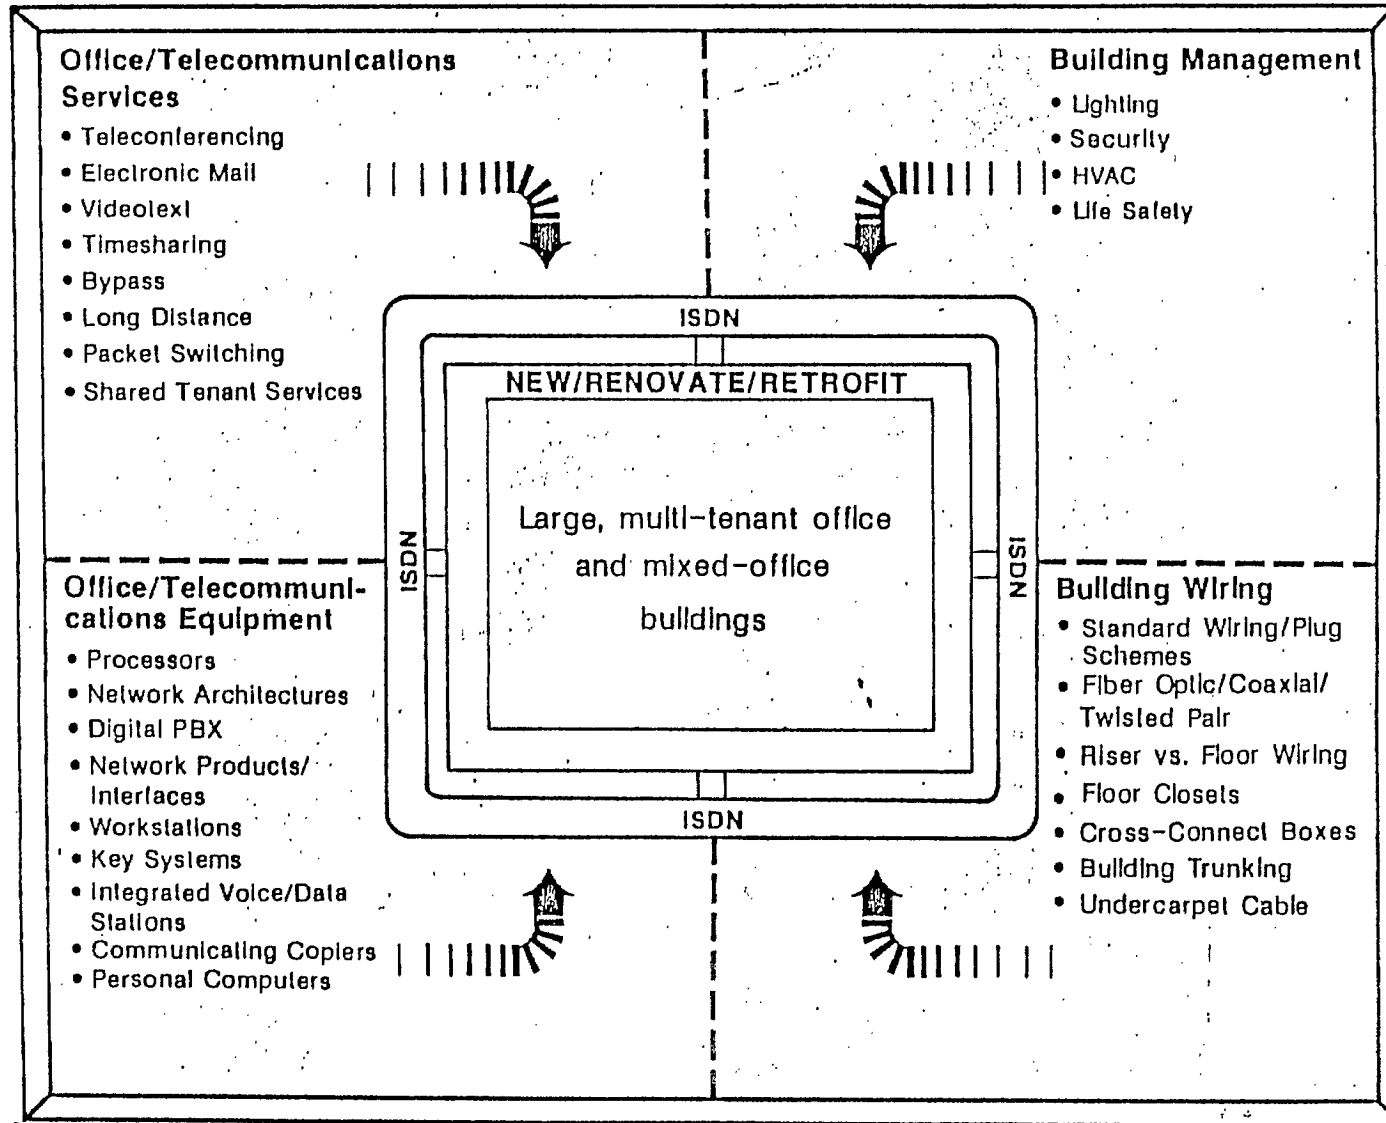 Office/Telecommunications
Services
• Teleconferencing
• Electronic Mail
• Videotext
• Timesharing
• Bypass
• Long Distance
• Packet Switching
• Shared Tenant Services
Building Management
• Lighting
• Security
• HVAC
• Life Safety
ISDN
NEW/RENOVATE/RETROFIT
Large, multi-tenant office
and mixed-office
buildings
ISDN
ISDN
ISDN
Office/Telecommuni-
cations Equipment
• Processors
• Network Architectures
• Digital PBX
• Network Products/
Interfaces
• Workstations
• Key Systems
• Integrated Voice/Data
Stations
• Communicating Copiers
• Personal Computers
Building Wiring
• Standard Wiring/Plug
Schemes
• Fiber Optic/Coaxial/
Twisted Pair
• Riser vs. Floor Wiring
• Floor Closets
• Cross-Connect Boxes
• Building Trunking
• Undercarpet Cable